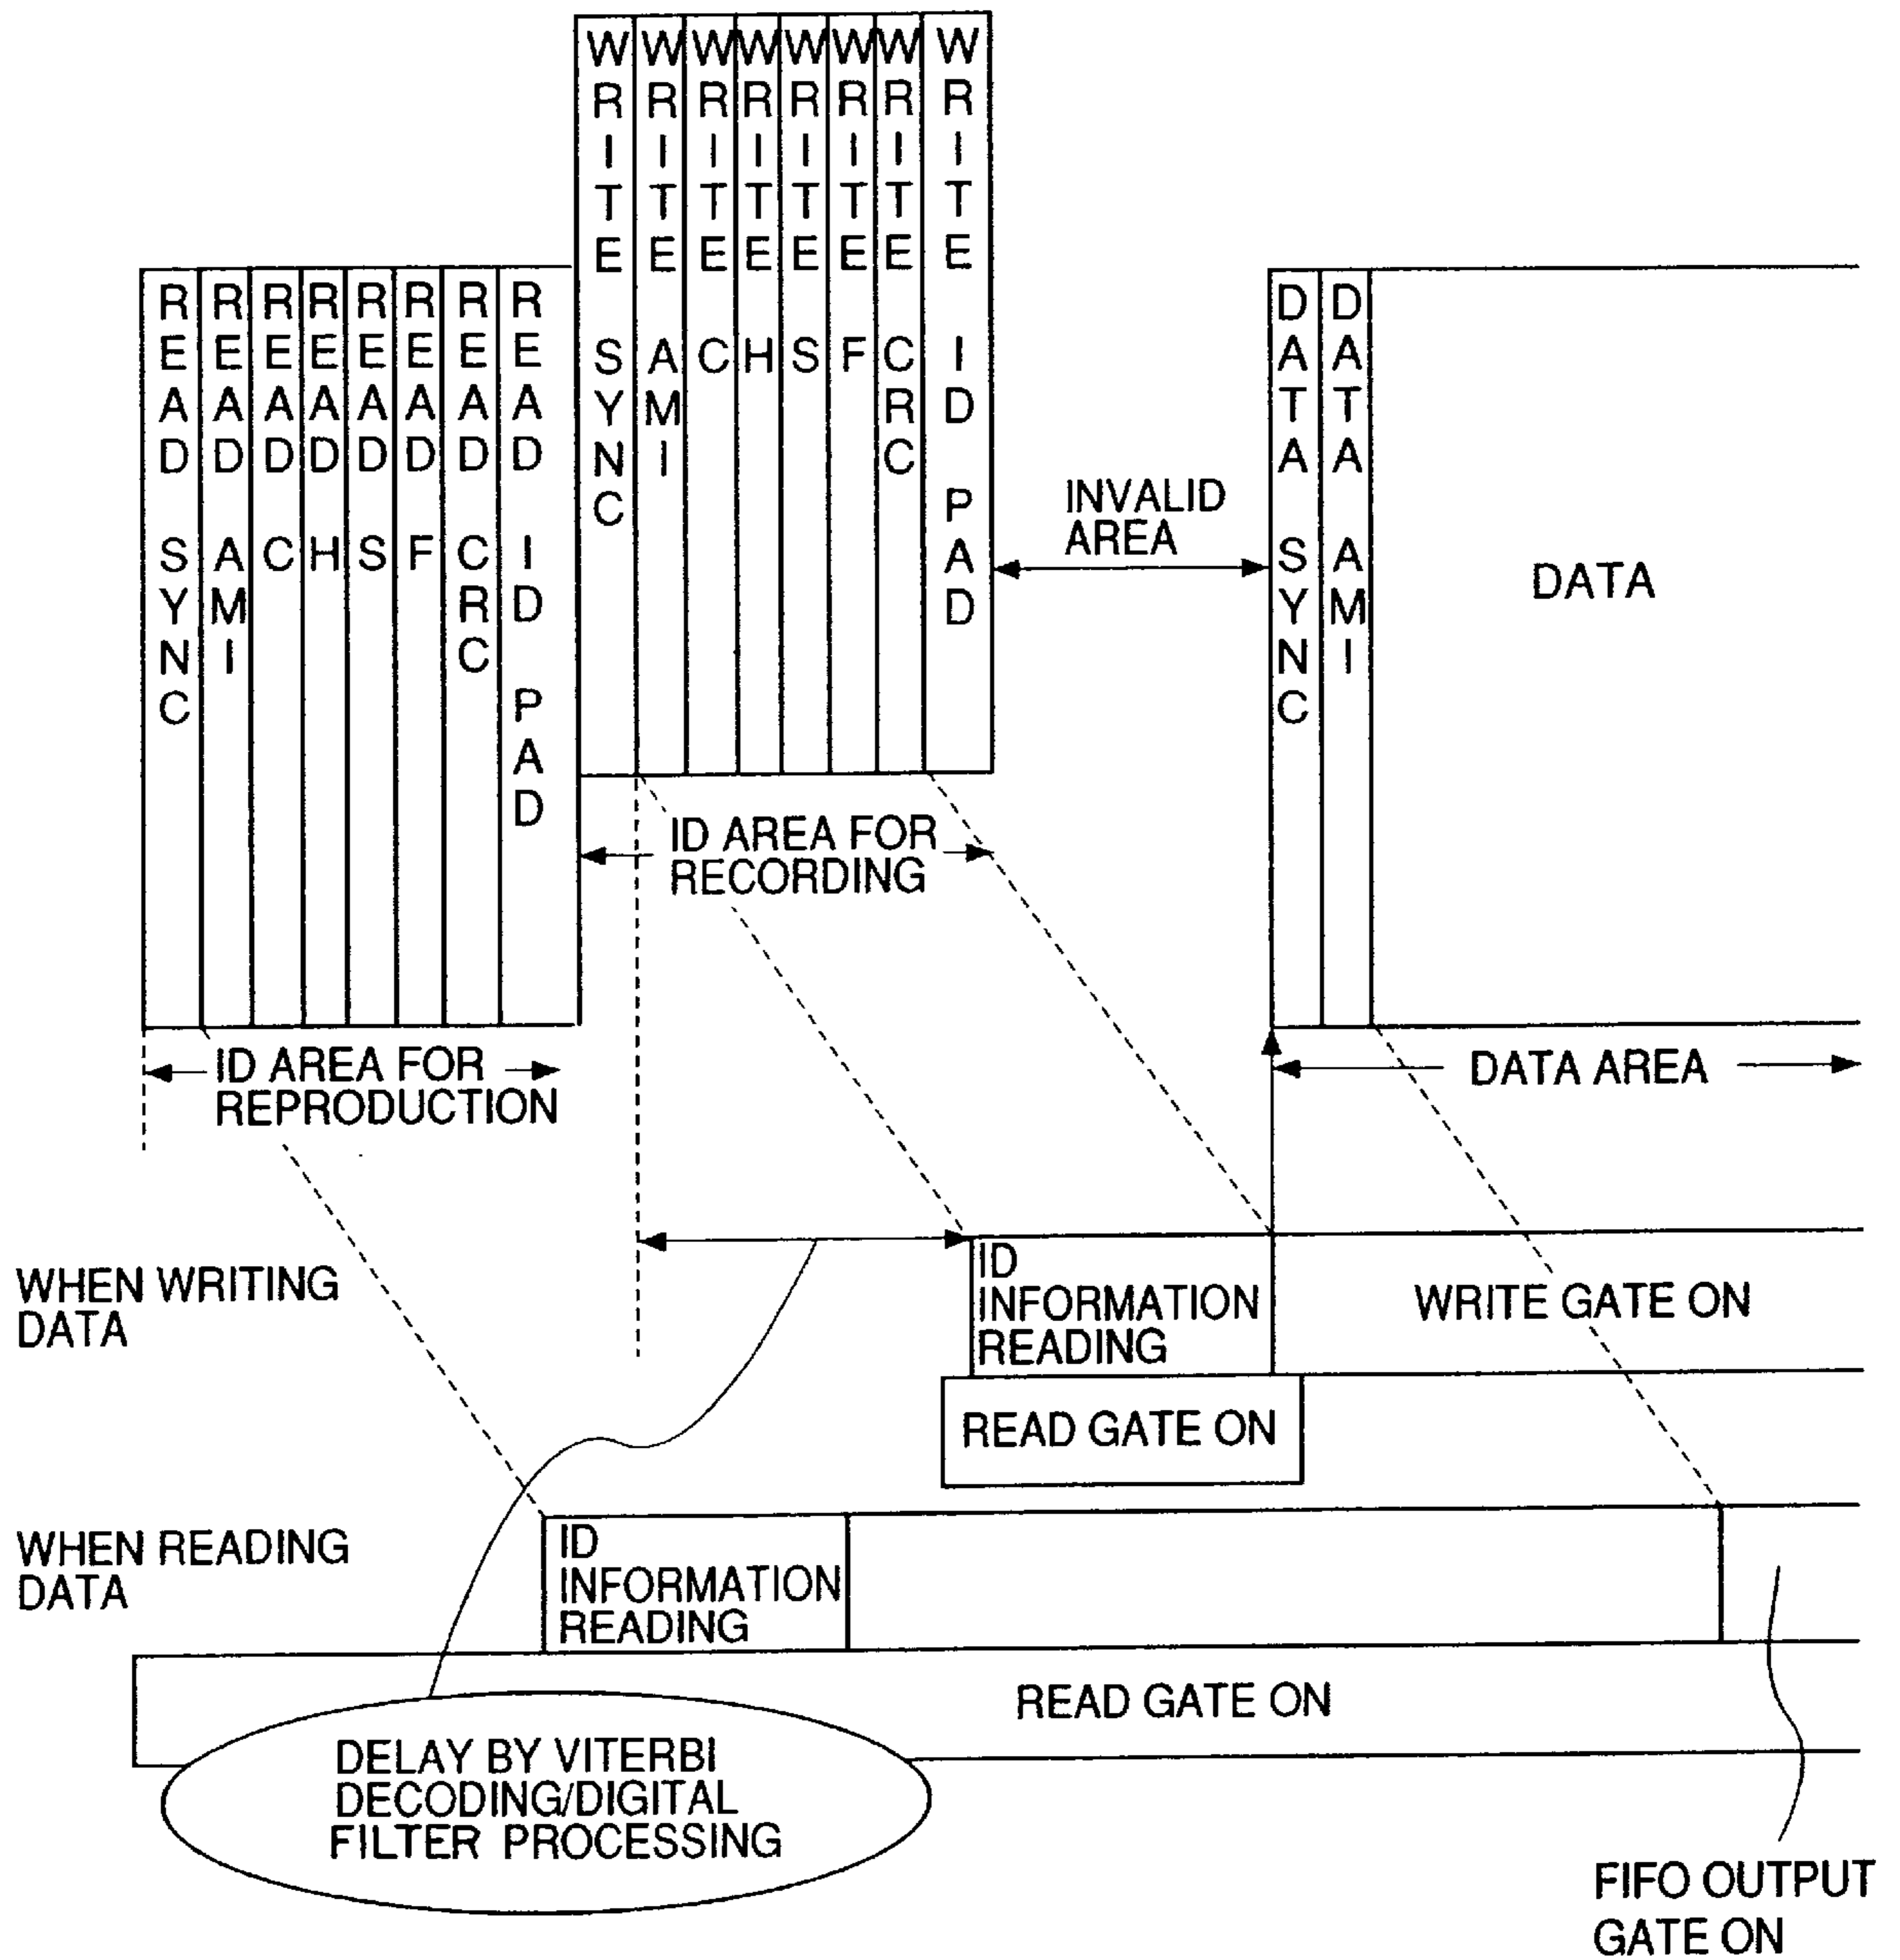 WRITE SYNC
WRITE AMI
WRITE C
WRITE H
WRITE S
WRITE F
WRITE CRC
WRITE ID PAD
READ SYNC
READ AMI
READ C
READ H
READ S
READ F
READ CRC
READ ID PAD
INVALID
AREA
DATA SYNC
DATA AMI
DATA
ID AREA FOR
RECORDING
ID AREA FOR
REPRODUCTION
DATA AREA
WHEN WRITING
DATA
ID
INFORMATION
READING
WRITE GATE ON
READ GATE ON
WHEN READING
DATA
ID
INFORMATION
READING
READ GATE ON
DELAY BY VITERBI
DECODING/DIGITAL
FILTER PROCESSING
FIFO OUTPUT
GATE ON